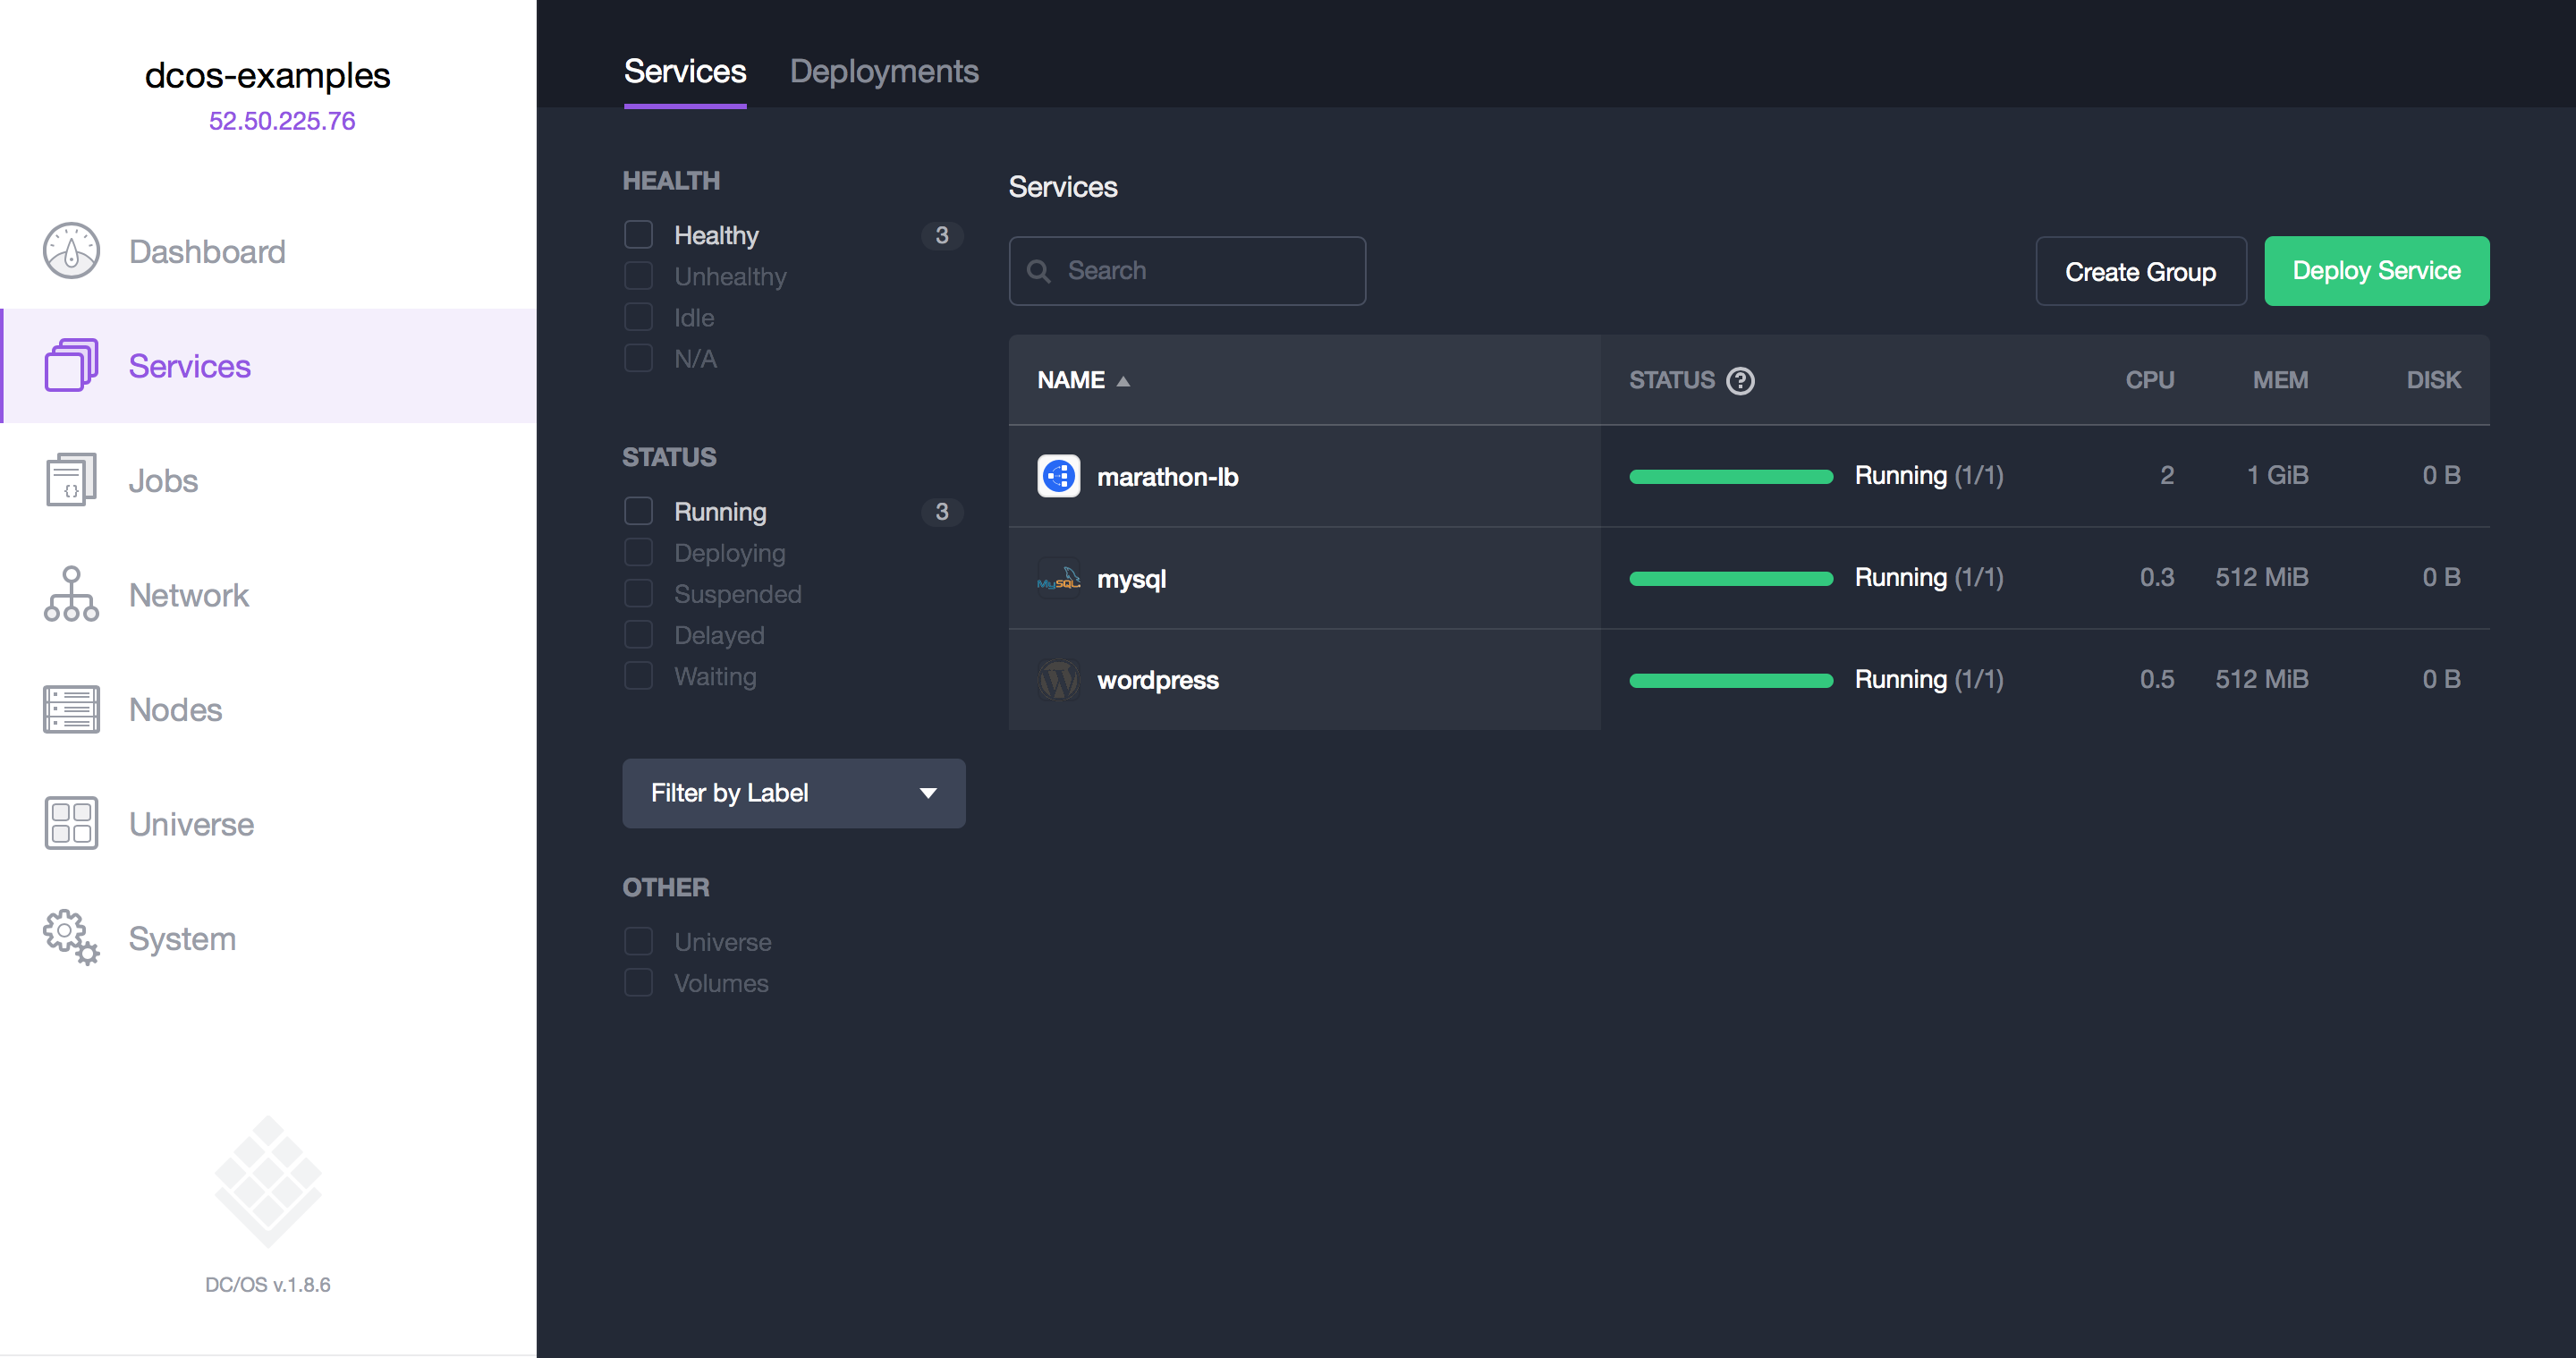 dcos-examples
52.50.225.76
Dashboard
Services
Jobs
{}
Network
Nodes
Universe
System
DC/OS v.1.8.6
Services Deployments
HEALTH
Healthy 3
Unhealthy
Idle
N/A
STATUS
Running 3
Deploying
Suspended
Delayed
Waiting
Filter by Label
OTHER
Universe
Volumes
Services
Search
Create Group Deploy Service
NAME STATUS ? CPU MEM DISK
marathon-lb Running (1/1) 2 1 GiB 0 B
MySQL mysql Running (1/1) 0.3 512 MiB 0 B
W wordpress Running (1/1) 0.5 512 MiB 0 B